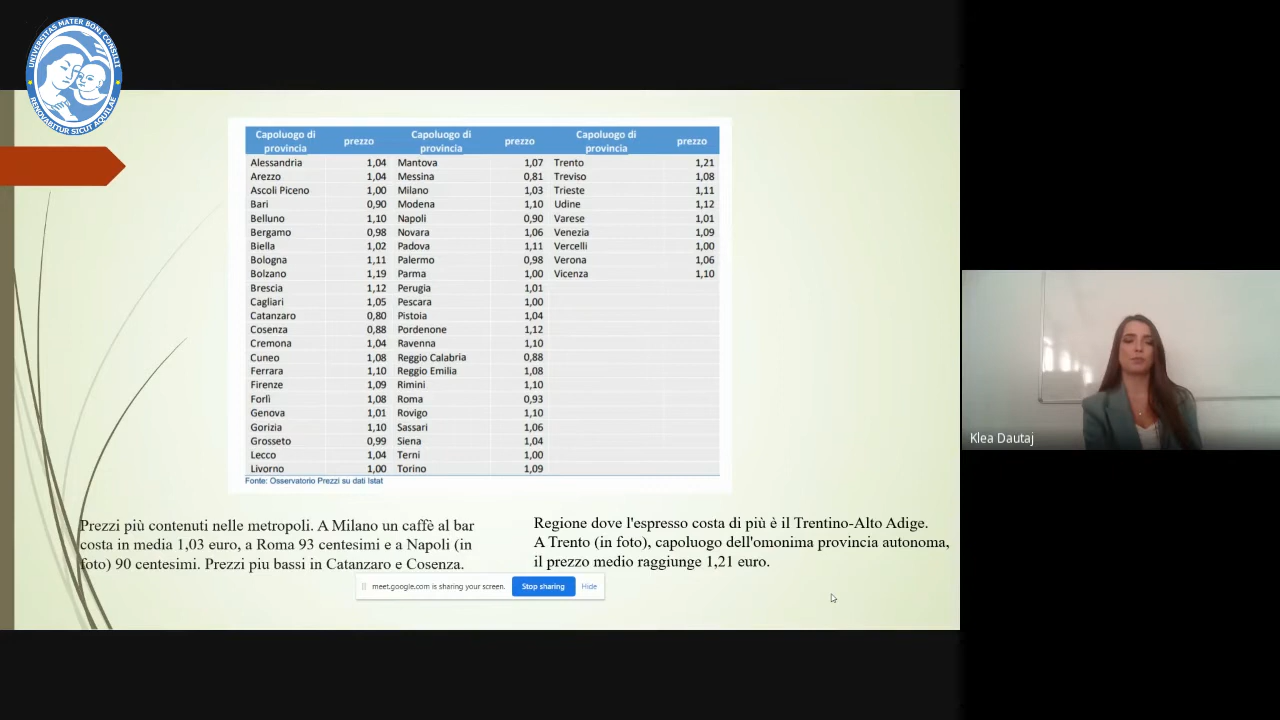 UNIVERSITAS MATER BONI CONSILII
RENOVABITUR SICUT AQUILAE
Capoluogo di provincia prezzo Capoluogo di provincia prezzo Capoluogo di provincia prezzo
Alessandria 1,04 Mantova 1,07 Trento 1,21
Arezzo 1,04 Messina 0,81 Treviso 1,08
Ascoli Piceno 1,00 Milano 1,03 Trieste 1,11
Bari 0,90 Modena 1,10 Udine 1,12
Belluno 1,10 Napoli 0,90 Varese 1,01
Bergamo 0,98 Novara 1,06 Venezia 1,09
Biella 1,02 Padova 1,11 Vercelli 1,00
Bologna 1,11 Palermo 0,98 Verona 1,06
Bolzano 1,19 Parma 1,00 Vicenza 1,10
Brescia 1,12 Perugia 1,01
Cagliari 1,05 Pescara 1,00
Catanzaro 0,80 Pistoia 1,04
Cosenza 0,88 Pordenone 1,12
Cremona 1,04 Ravenna 1,10
Cuneo 1,08 Reggio Calabria 0,88
Ferrara 1,10 Reggio Emilia 1,08
Firenze 1,09 Rimini 1,10
Forlì 1,08 Roma 0,93
Genova 1,01 Rovigo 1,10
Gorizia 1,10 Sassari 1,06
Grosseto 0,99 Siena 1,04
Lecco 1,04 Terni 1,00
Livorno 1,00 Torino 1,09
Fonte: Osservatorio Prezzi su dati Istat
Prezzi più contenuti nelle metropoli. A Milano un caffè al bar
costa in media 1,03 euro, a Roma 93 centesimi e a Napoli (in
foto) 90 centesimi. Prezzi piu bassi in Catanzaro e Cosenza.
Regione dove l'espresso costa di più è il Trentino-Alto Adige.
A Trento (in foto), capoluogo dell'omonima provincia autonoma,
il prezzo medio raggiunge 1,21 euro.
meet.google.com is sharing your screen. Stop sharing Hide
Klea Dautaj